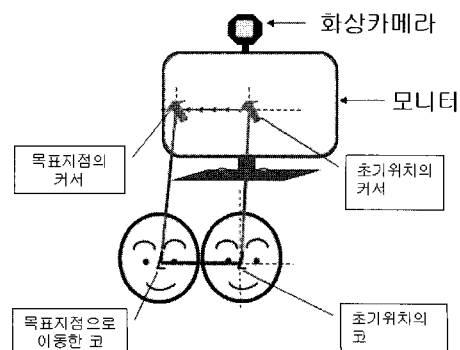 화상카메라
모니터
목표지점의
커서
초기위치의
커서
목표지점으로
이동한 코
초기위치의
코